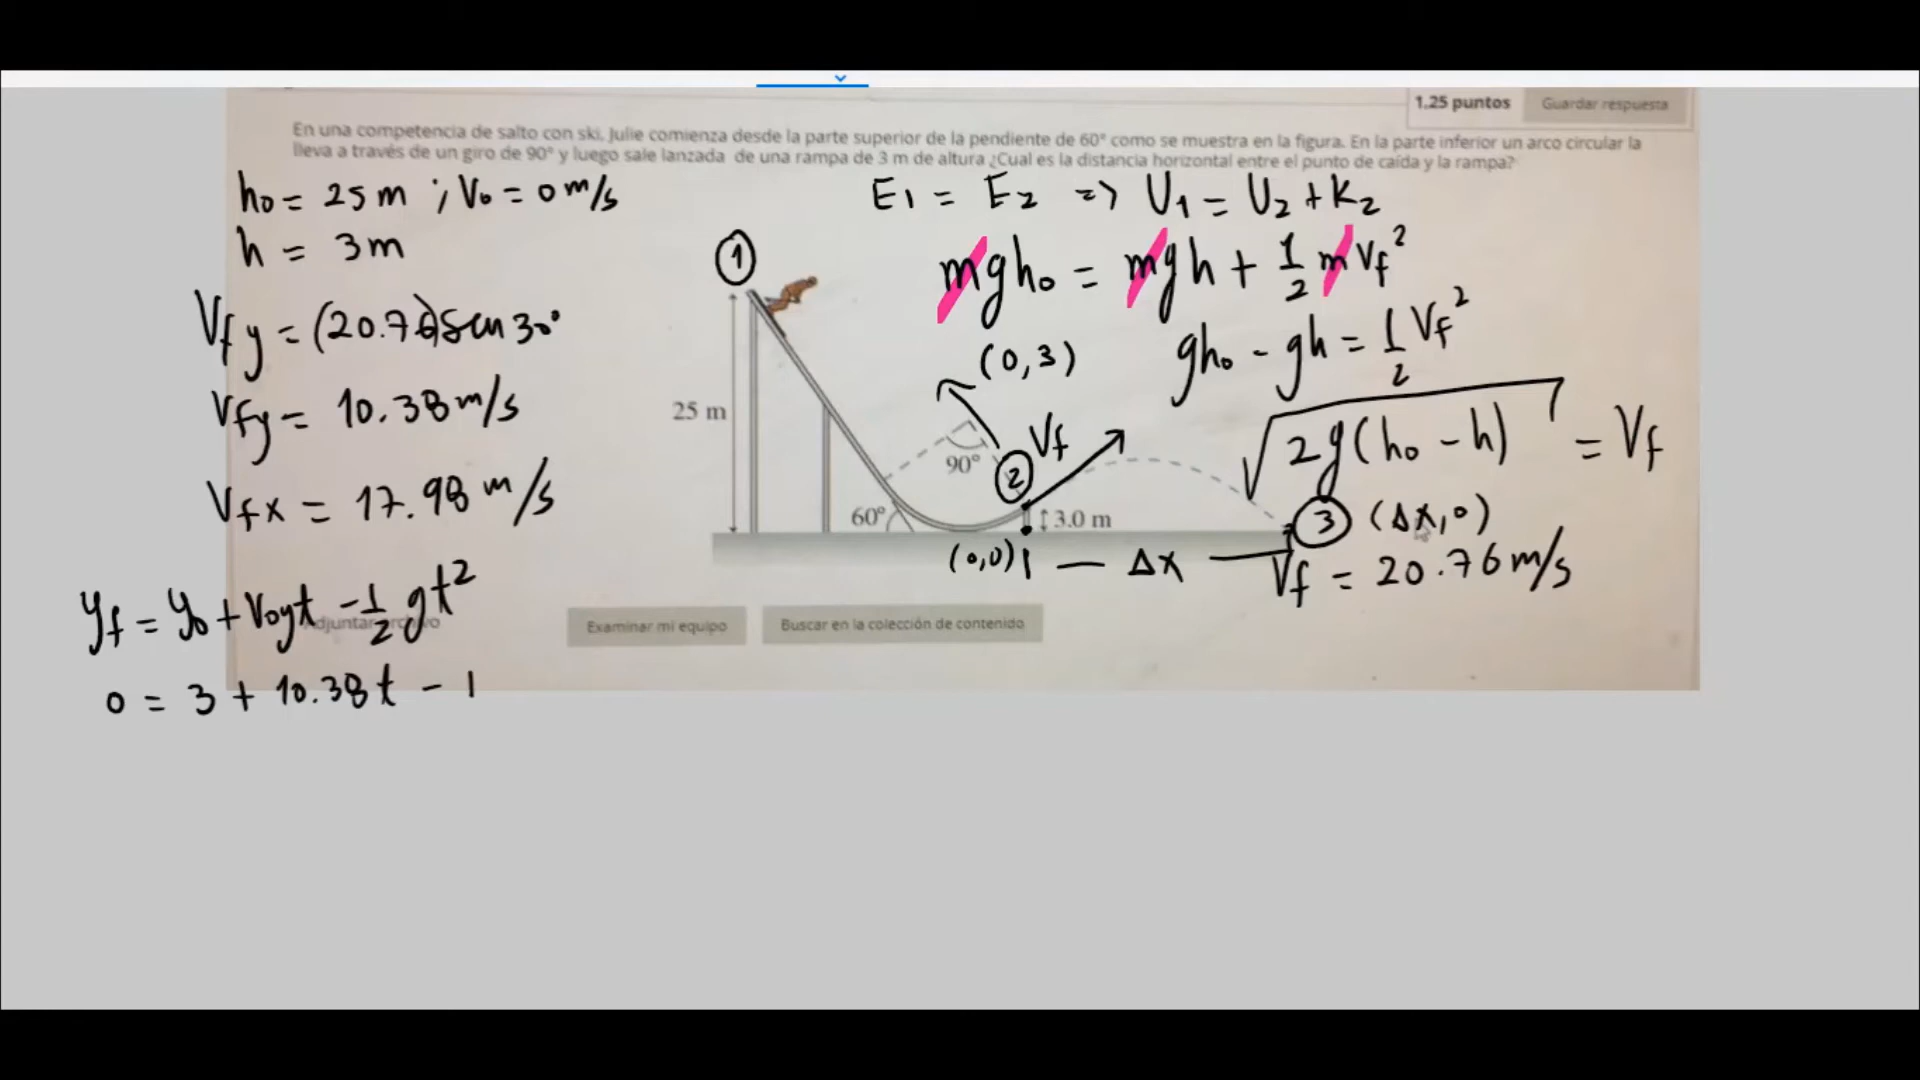 1.25 puntos Guardar respuesta
En una competencia de salto con ski, Julie comienza desde la parte superior de la pendiente de 60° como se muestra en la figura. En la parte inferior un arco circular la
lleva a través de un giro de 90° y luego sale lanzada de una rampa de 3 m de altura ¿Cual es la distancia horizontal entre el punto de caída y la rampa?
h₀ = 25 m ; V₀ = 0 m/s
h = 3m
Vfy = (20.76)Sen 30°
Vfy = 10.38 m/s
Vfx = 17.98 m/s
yf = y₀ + V₀yt - 1/2 gt²
Adjuntar archivo
0 = 3 + 10.38t - 1
E1 = E2 => U1 = U2 + K2
mgh₀ = mgh + 1/2 mVf²
gh₀ - gh = 1/2 Vf²
√2g(h₀ - h) = Vf
Vf = 20.76 m/s
1
(0,3)
25 m
90°
2
Vf
60°
3.0 m
3 (Δx,0)
(0,0)
Δx
Examinar mi equipo
Buscar en la colección de contenido